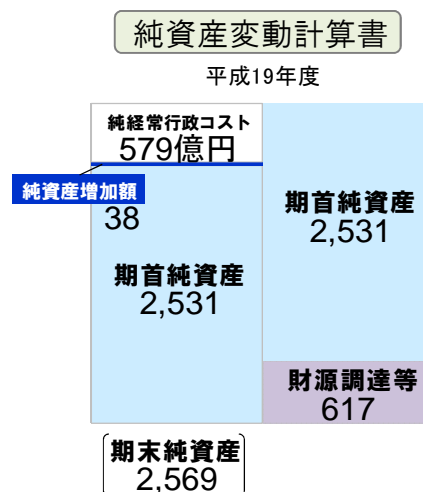 純資産変動計算書
平成19年度
純経常行政コスト
579億円
純資産増加額
38
期首純資産
2,531
期首純資産
2,531
財源調達等
617
期末純資産
2,569